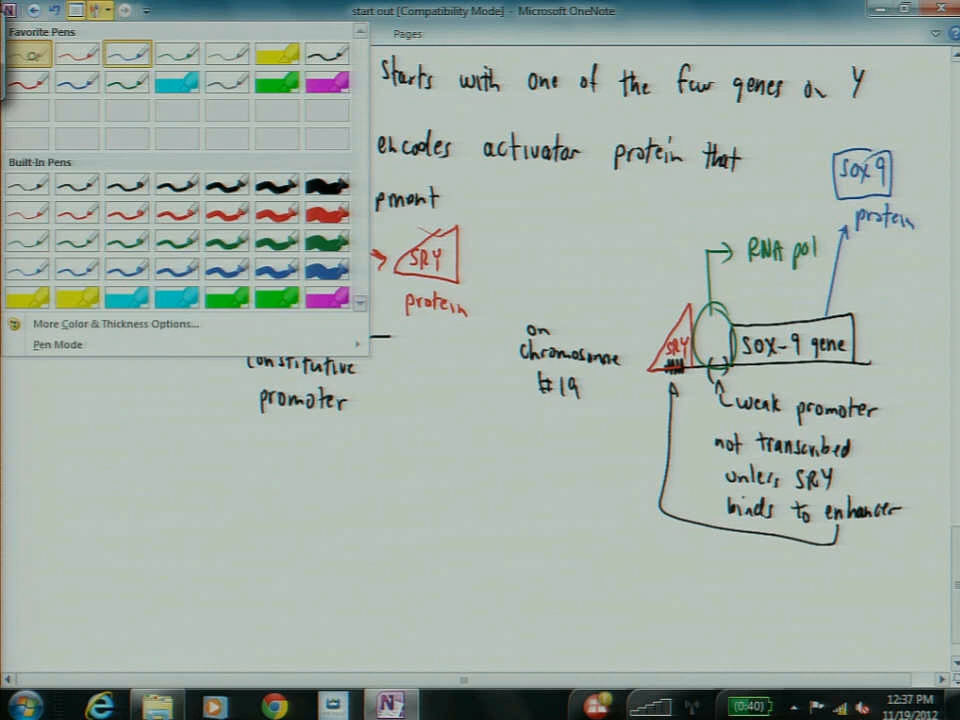 start out [Compatibility Mode] - Microsoft OneNote
Favorite Pens
Pages
Starts with one of the few genes on Y
encodes activator protein that
pment
Built-In Pens
SOX 9
protein
RNA pol
SRY
protein
on
chromosome
#19
SRY
SOX-9 gene
More Color & Thickness Options...
Pen Mode
constitutive
promoter
weak promoter
not transcribed
unless SRY
binds to enhancer
(0:40)
12:37 PM
11/19/2012